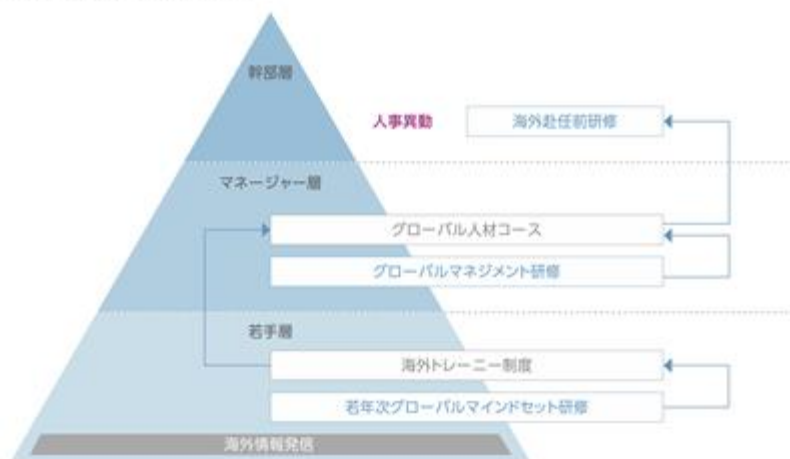 幹部層
人事異動
海外赴任前研修
マネージャー層
グローバル人材コース
グローバルマネジメント研修
若手層
海外トレーニー制度
若年次グローバルマインドセット研修
海外情報発信